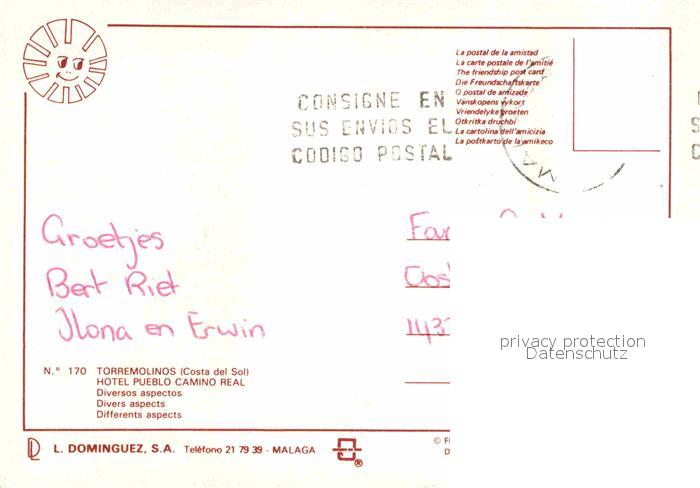 La postal de la amistad
La carte postale de l'amitié
The friendship post card
Die Freundschaftskarte
O postal de amizade
Vanskopens vykort
Vriendelyke groeten
Otkritka druchbi
La cartolina dell'amicizia
La postkarto de la amikeco
CONSIGNE EN
SUS ENVIOS EL
CODIGO POSTAL
Groetjes
Bert Riet
Ilona en Erwin
N.º 170 TORREMOLINOS (Costa del Sol)
HOTEL PUEBLO CAMINO REAL
Diversos aspectos
Divers aspects
Differents aspects
L. DOMINGUEZ, S.A. Teléfono 21 79 39 - MALAGA
privacy protection
Datenschutz